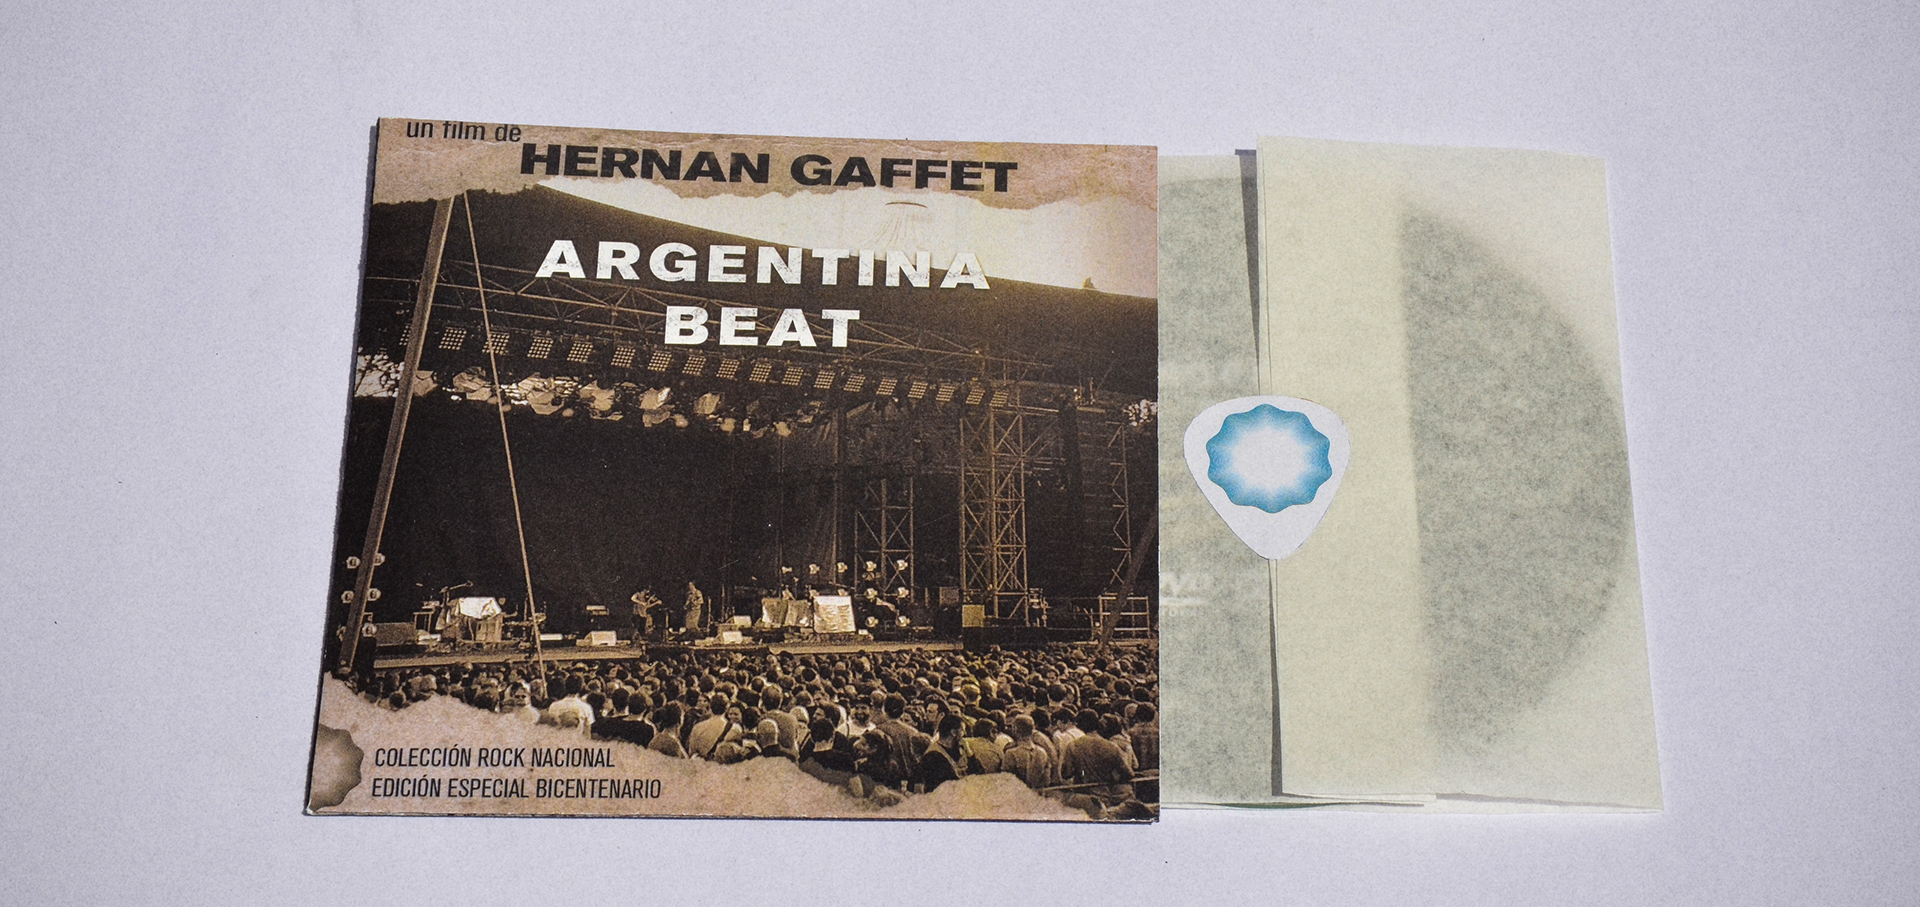 un film de
HERNAN GAFFET
ARGENTINA
BEAT
COLECCIÓN ROCK NACIONAL
EDICIÓN ESPECIAL BICENTENARIO